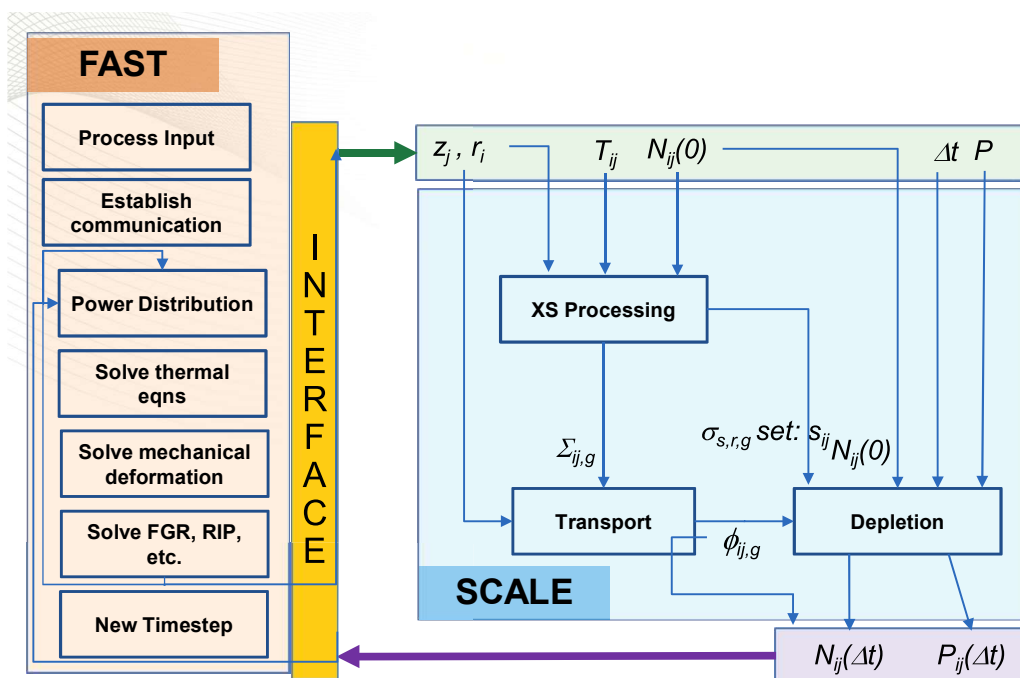 FAST
Process Input
Establish
communication
Power Distribution
Solve thermal
eqns
Solve mechanical
deformation
Solve FGR, RIP,
etc.
New Timestep
I
N
T
E
R
F
A
C
E
z_j , r_i
T_ij
N_ij(0)
Δt
P
XS Processing
Σ_ij,g
σ_s,r,g set: s_ij
N_ij(0)
Transport
Depletion
ϕ_ij,g
SCALE
N_ij(Δt)
P_ij(Δt)